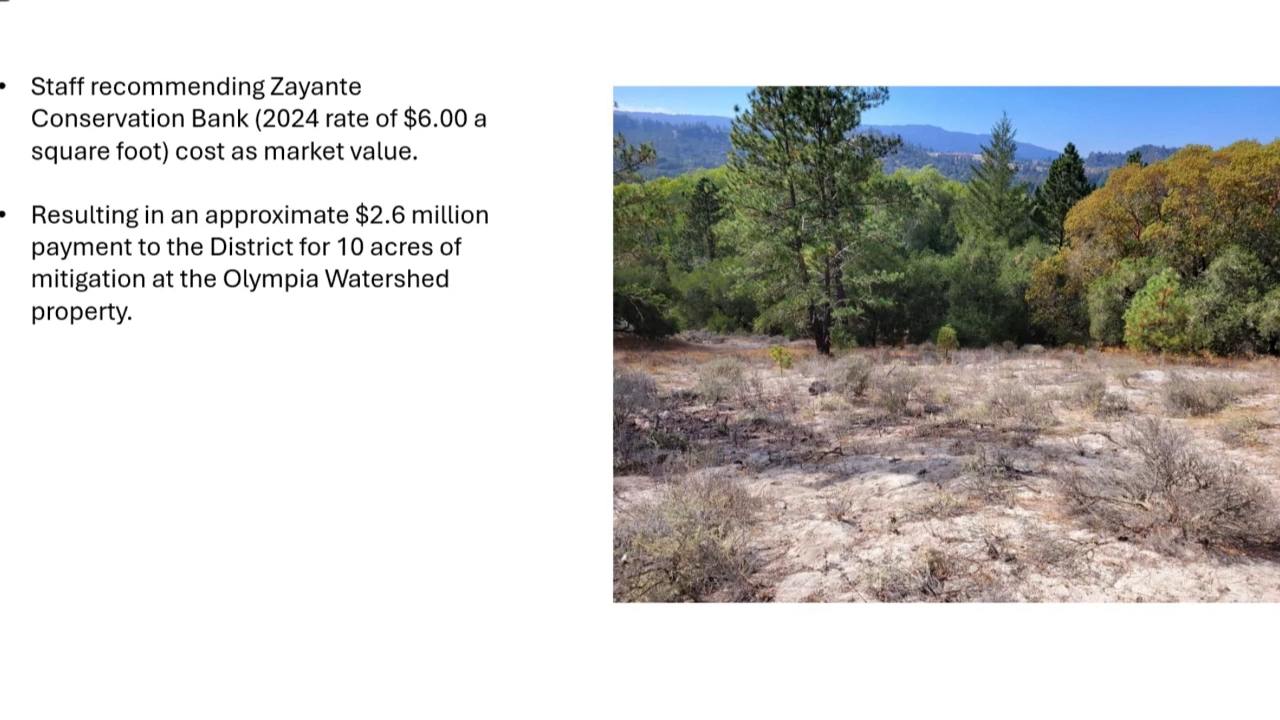 • Staff recommending Zayante
Conservation Bank (2024 rate of $6.00 a
square foot) cost as market value.
• Resulting in an approximate $2.6 million
payment to the District for 10 acres of
mitigation at the Olympia Watershed
property.